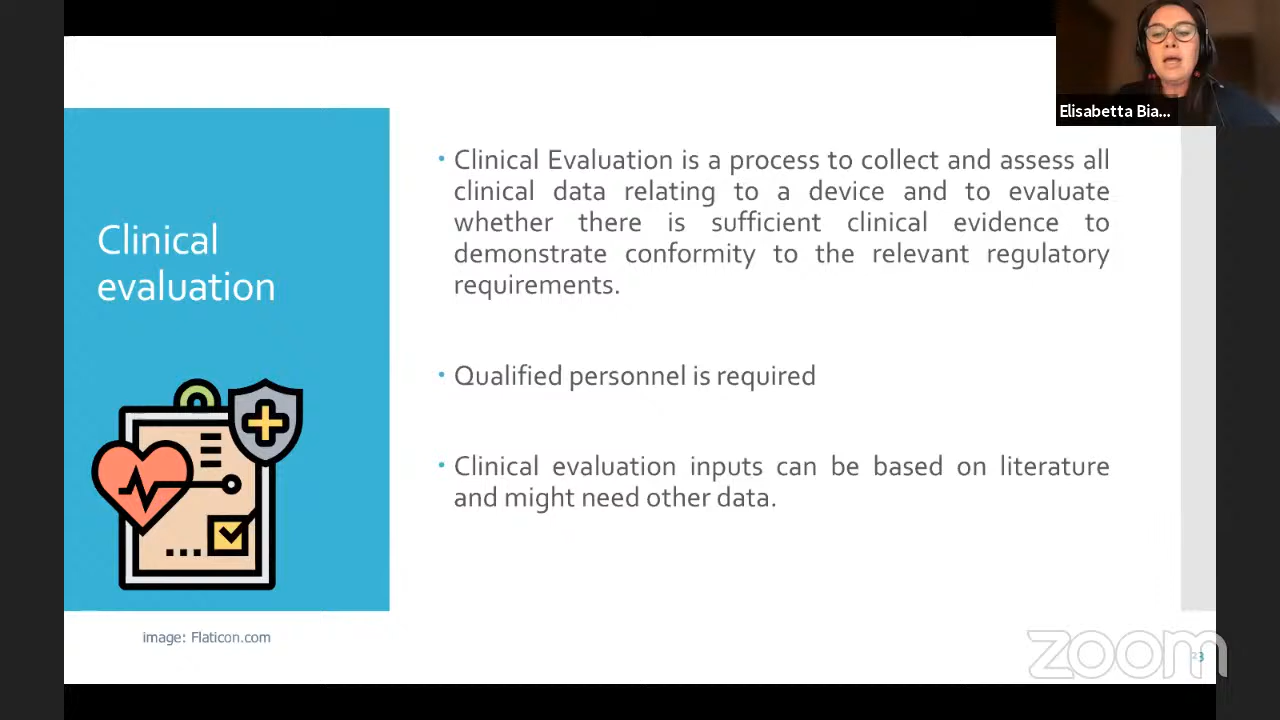 Elisabetta Bia...
Clinical
evaluation
• Clinical Evaluation is a process to collect and assess all
clinical data relating to a device and to evaluate
whether there is sufficient clinical evidence to
demonstrate conformity to the relevant regulatory
requirements.
• Qualified personnel is required
• Clinical evaluation inputs can be based on literature
and might need other data.
image: Flaticon.com
zoom
23